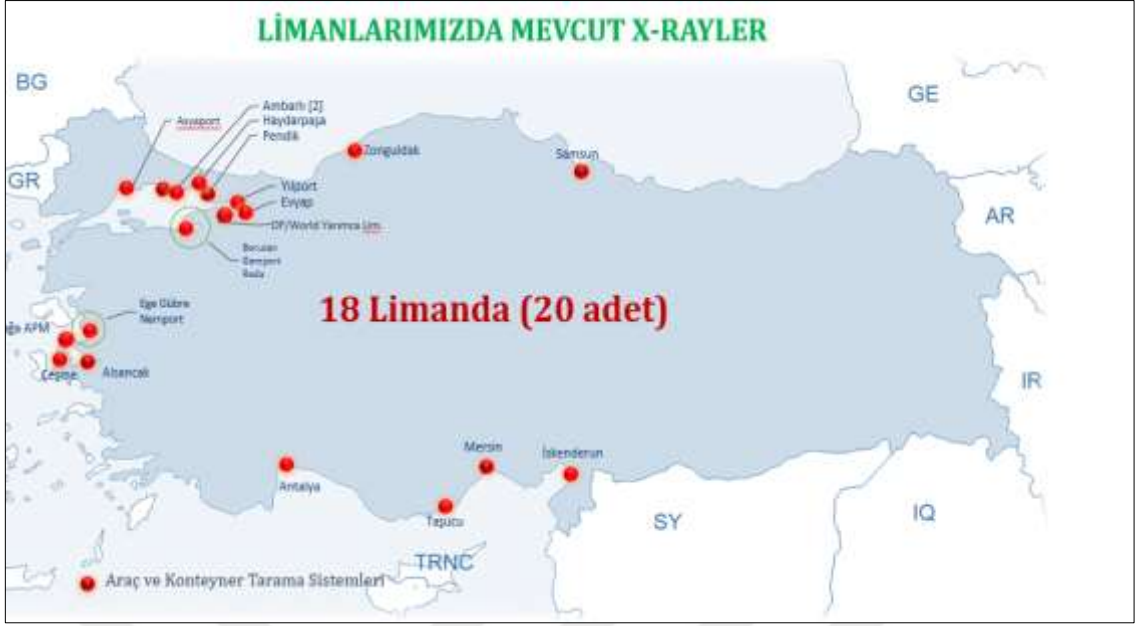 LİMANLARIMIZDA MEVCUT X-RAYLER
BG
GE
Asyaport
Ambarlı [2]
Haydarpaşa
Pendik
Zonguldak
Samsun
GR
Yılport
Evyap
DP/World Yarımca Lim.
AR
Borusan
Gemport
Roda
18 Limanda (20 adet)
Ege Gübre
Nemport
ğa APM
Çeşme
Alsancak
IR
Mersin
İskenderun
Antalya
Taşucu
SY
IQ
TRNC
Araç ve Konteyner Tarama Sistemleri